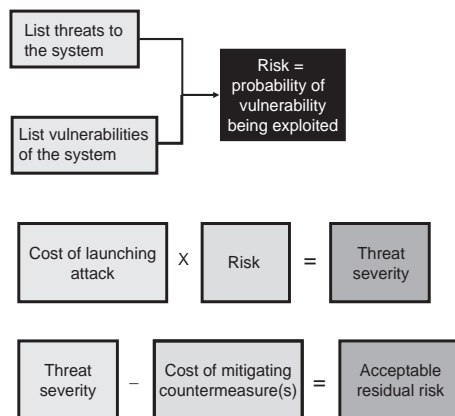 List threats to
the system
Risk =
probability of
vulnerability
being exploited
List vulnerabilities
of the system
Cost of launching
attack
X
Risk
=
Threat
severity
Threat
severity
–
Cost of mitigating
countermeasure(s)
=
Acceptable
residual risk